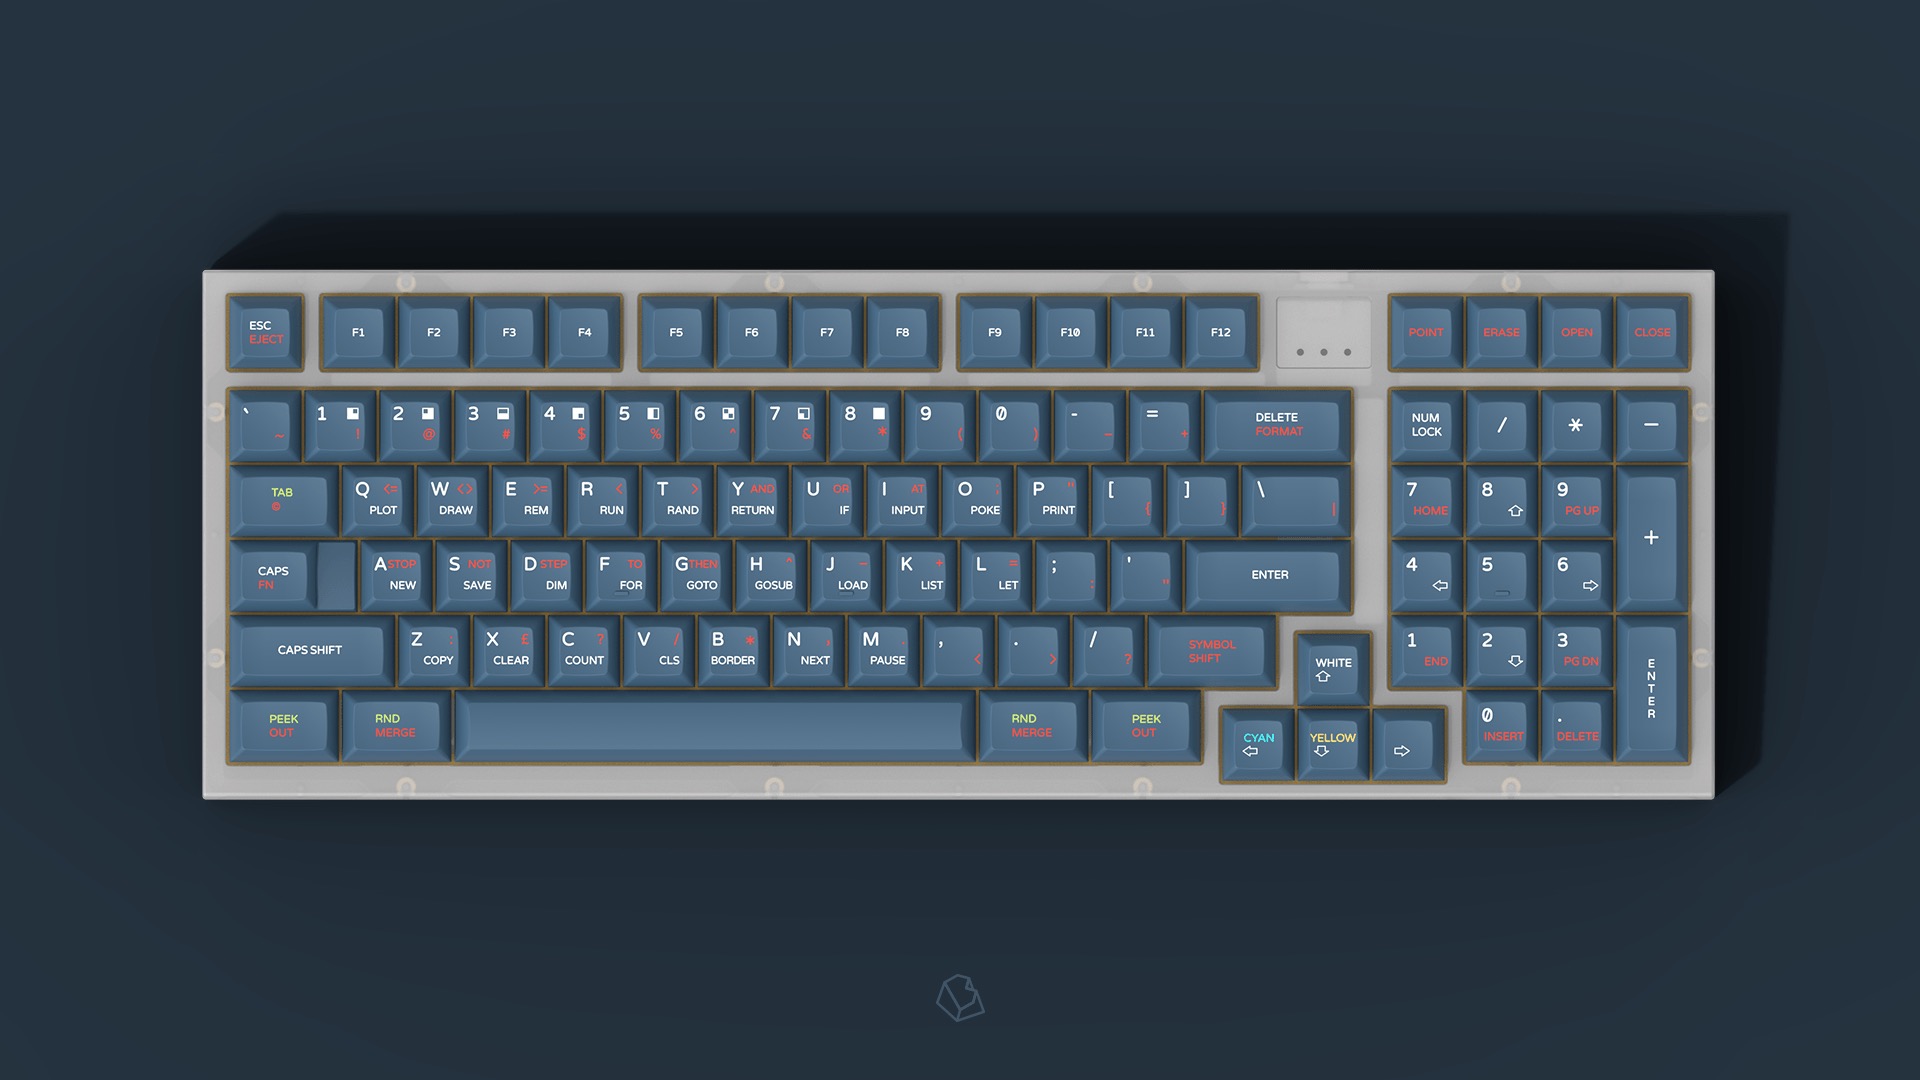 ESC
EJECT
F1 F2 F3 F4 F5 F6 F7 F8 F9 F10 F11 F12
POINT ERASE OPEN CLOSE
` ~ 1 ! 2 @ 3 # 4 $ 5 % 6 ^ 7 & 8 * 9 ( 0 ) - _ = +
DELETE
FORMAT
NUM
LOCK
/ * −
TAB
@
Q <= PLOT
W <> DRAW
E >= REM
R < RUN
T > RAND
Y AND RETURN
U OR IF
I AT INPUT
O ; POKE
P " PRINT
[ {
] }
\ |
7 HOME
8 ⇧
9 PG UP
+
CAPS
FN
A STOP NEW
S NOT SAVE
D STEP DIM
F TO FOR
G THEN GOTO
H ^ GOSUB
J − LOAD
K + LIST
L = LET
; :
' "
ENTER
4 ⇦
5
6 ⇨
CAPS SHIFT
Z : COPY
X £ CLEAR
C ? COUNT
V / CLS
B * BORDER
N , NEXT
M . PAUSE
, <
. >
/ ?
SYMBOL
SHIFT
WHITE
⇧
1 END
2 ⇩
3 PG DN
ENTER
PEEK
OUT
RND
MERGE
RND
MERGE
PEEK
OUT
CYAN
⇦
YELLOW
⇩
⇨
0 INSERT
. DELETE